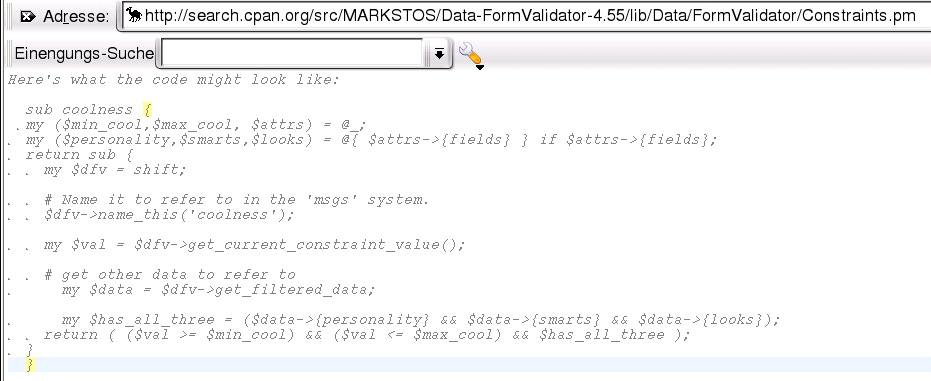 Adresse: http://search.cpan.org/src/MARKSTOS/Data-FormValidator-4.55/lib/Data/FormValidator/Constraints.pm
Einengungs-Suche
Here's what the code might look like:
sub coolness {
. my ($min_cool,$max_cool, $attrs) = @_;
. my ($personality,$smarts,$looks) = @{ $attrs->{fields} } if $attrs->{fields};
. return sub {
. . my $dfv = shift;
. . # Name it to refer to in the 'msgs' system.
. . $dfv->name_this('coolness');
. . my $val = $dfv->get_current_constraint_value();
. . # get other data to refer to
. my $data = $dfv->get_filtered_data;
. my $has_all_three = ($data->{personality} && $data->{smarts} && $data->{looks});
. . return ( ($val >= $min_cool) && ($val <= $max_cool) && $has_all_three );
. }
}